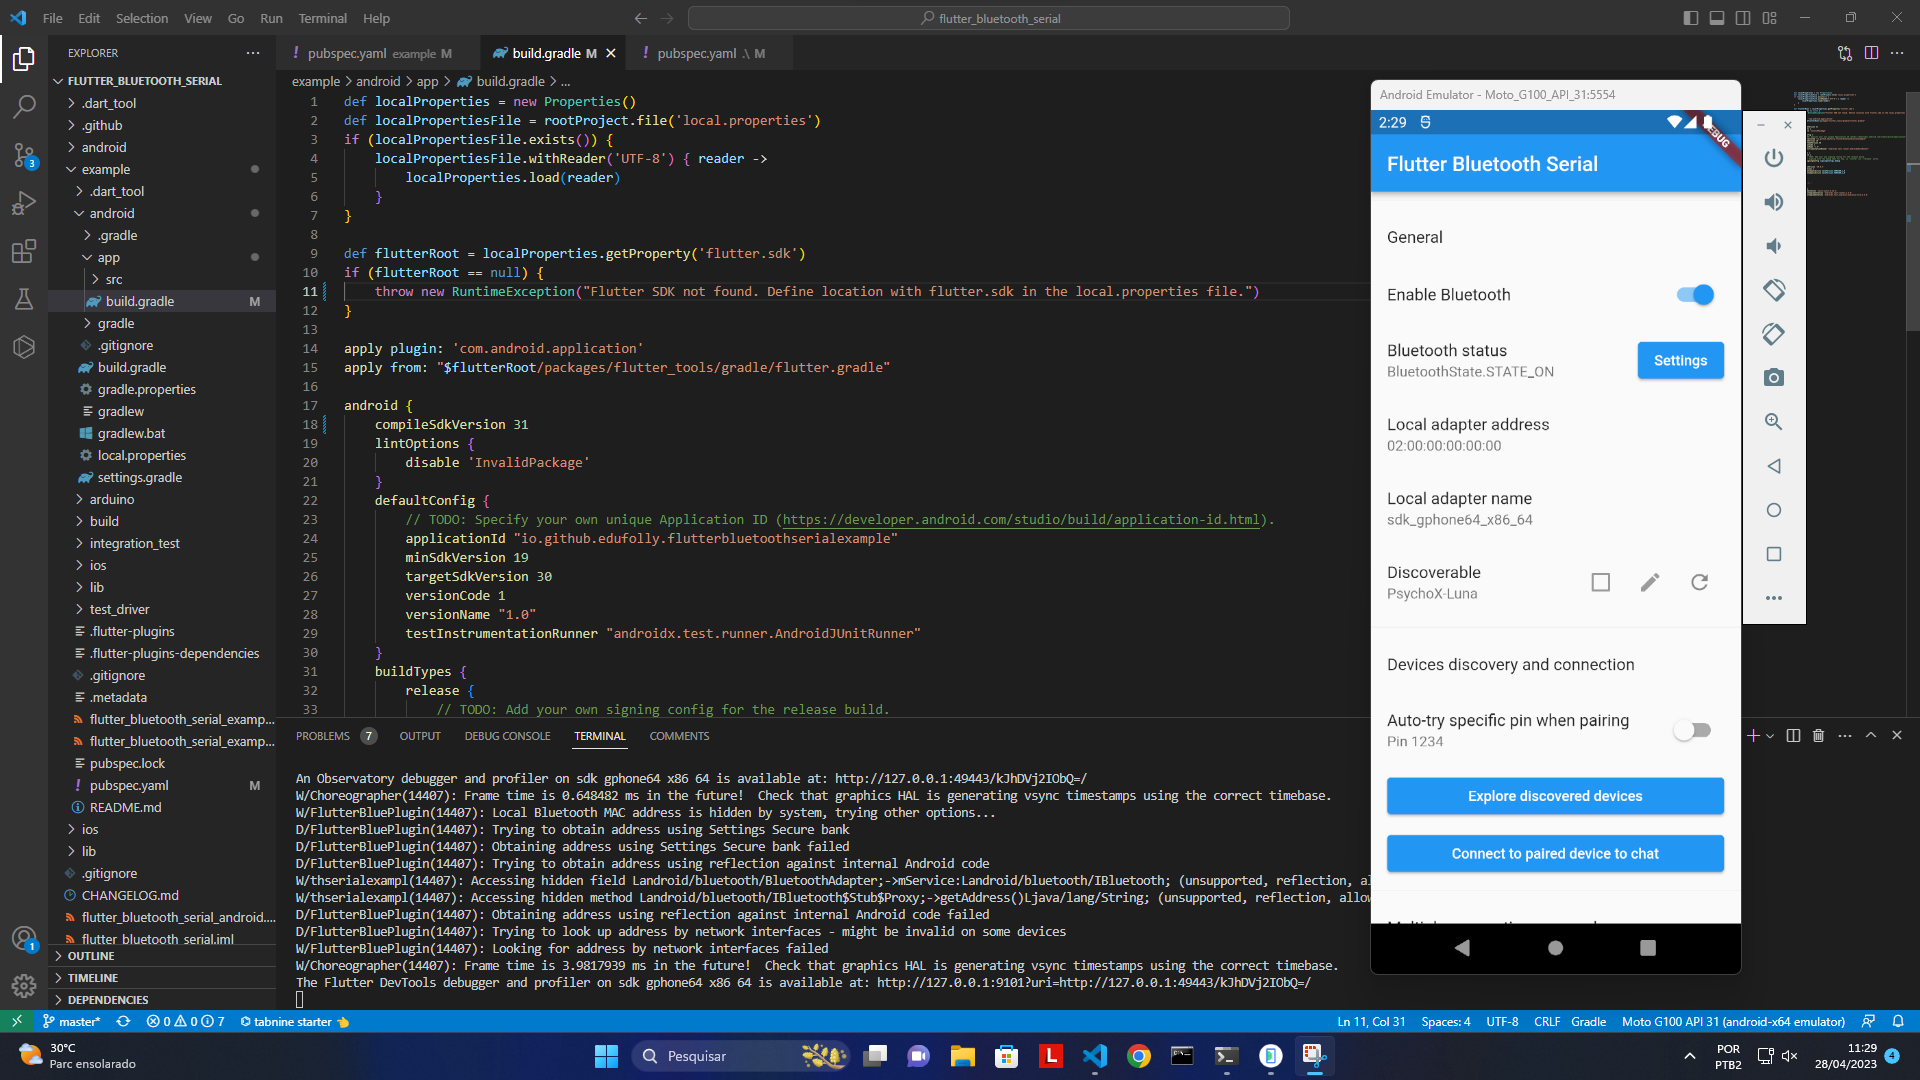 File Edit Selection View Go Run Terminal Help
flutter_bluetooth_serial
EXPLORER
FLUTTER_BLUETOOTH_SERIAL
.dart_tool
.github
android
example
.dart_tool
android
.gradle
app
src
build.gradle M
gradle
.gitignore
build.gradle
gradle.properties
gradlew
gradlew.bat
local.properties
settings.gradle
arduino
build
integration_test
ios
lib
test_driver
.flutter-plugins
.flutter-plugins-dependencies
.gitignore
.metadata
flutter_bluetooth_serial_examp...
flutter_bluetooth_serial_examp...
pubspec.lock
pubspec.yaml M
README.md
ios
lib
.gitignore
CHANGELOG.md
flutter_bluetooth_serial_android....
flutter_bluetooth_serial.iml
OUTLINE
TIMELINE
DEPENDENCIES
3
1
! pubspec.yaml example M
build.gradle M
! pubspec.yaml .\ M
example > android > app > build.gradle > ...
1 def localProperties = new Properties()
2 def localPropertiesFile = rootProject.file('local.properties')
3 if (localPropertiesFile.exists()) {
4 localPropertiesFile.withReader('UTF-8') { reader ->
5 localProperties.load(reader)
6 }
7 }
8
9 def flutterRoot = localProperties.getProperty('flutter.sdk')
10 if (flutterRoot == null) {
11 throw new RuntimeException("Flutter SDK not found. Define location with flutter.sdk in the local.properties file.")
12 }
13
14 apply plugin: 'com.android.application'
15 apply from: "$flutterRoot/packages/flutter_tools/gradle/flutter.gradle"
16
17 android {
18 compileSdkVersion 31
19 lintOptions {
20 disable 'InvalidPackage'
21 }
22 defaultConfig {
23 // TODO: Specify your own unique Application ID (https://developer.android.com/studio/build/application-id.html).
24 applicationId "io.github.edufolly.flutterbluetoothserialexample"
25 minSdkVersion 19
26 targetSdkVersion 30
27 versionCode 1
28 versionName "1.0"
29 testInstrumentationRunner "androidx.test.runner.AndroidJUnitRunner"
30 }
31 buildTypes {
32 release {
33 // TODO: Add your own signing config for the release build.
PROBLEMS 7 OUTPUT DEBUG CONSOLE TERMINAL COMMENTS
An Observatory debugger and profiler on sdk gphone64 x86 64 is available at: http://127.0.0.1:49443/kJhDVj2IObQ=/
W/Choreographer(14407): Frame time is 0.648482 ms in the future!  Check that graphics HAL is generating vsync timestamps using the correct timebase.
W/FlutterBluePlugin(14407): Local Bluetooth MAC address is hidden by system, trying other options...
D/FlutterBluePlugin(14407): Trying to obtain address using Settings Secure bank
D/FlutterBluePlugin(14407): Obtaining address using Settings Secure bank failed
D/FlutterBluePlugin(14407): Trying to obtain address using reflection against internal Android code
W/thserialexampl(14407): Accessing hidden field Landroid/bluetooth/BluetoothAdapter;->mService:Landroid/bluetooth/IBluetooth; (unsupported, reflection, al
W/thserialexampl(14407): Accessing hidden method Landroid/bluetooth/IBluetooth$Stub$Proxy;->getAddress()Ljava/lang/String; (unsupported, reflection, allow
D/FlutterBluePlugin(14407): Obtaining address using reflection against internal Android code failed
D/FlutterBluePlugin(14407): Trying to look up address by network interfaces - might be invalid on some devices
W/FlutterBluePlugin(14407): Looking for address by network interfaces failed
W/Choreographer(14407): Frame time is 3.9817939 ms in the future!  Check that graphics HAL is generating vsync timestamps using the correct timebase.
The Flutter DevTools debugger and profiler on sdk gphone64 x86 64 is available at: http://127.0.0.1:9101?uri=http://127.0.0.1:49443/kJhDVj2IObQ=/
Android Emulator - Moto_G100_API_31:5554
2:29
DEBUG
Flutter Bluetooth Serial
General
Enable Bluetooth
Bluetooth status
BluetoothState.STATE_ON
Settings
Local adapter address
02:00:00:00:00:00
Local adapter name
sdk_gphone64_x86_64
Discoverable
PsychoX-Luna
Devices discovery and connection
Auto-try specific pin when pairing
Pin 1234
Explore discovered devices
Connect to paired device to chat
master* 0 0 7 tabnine starter
Ln 11, Col 31 Spaces: 4 UTF-8 CRLF Gradle Moto G100 API 31 (android-x64 emulator)
30°C
Parc ensolarado
Pesquisar
L
POR
PTB2
11:29
28/04/2023
4